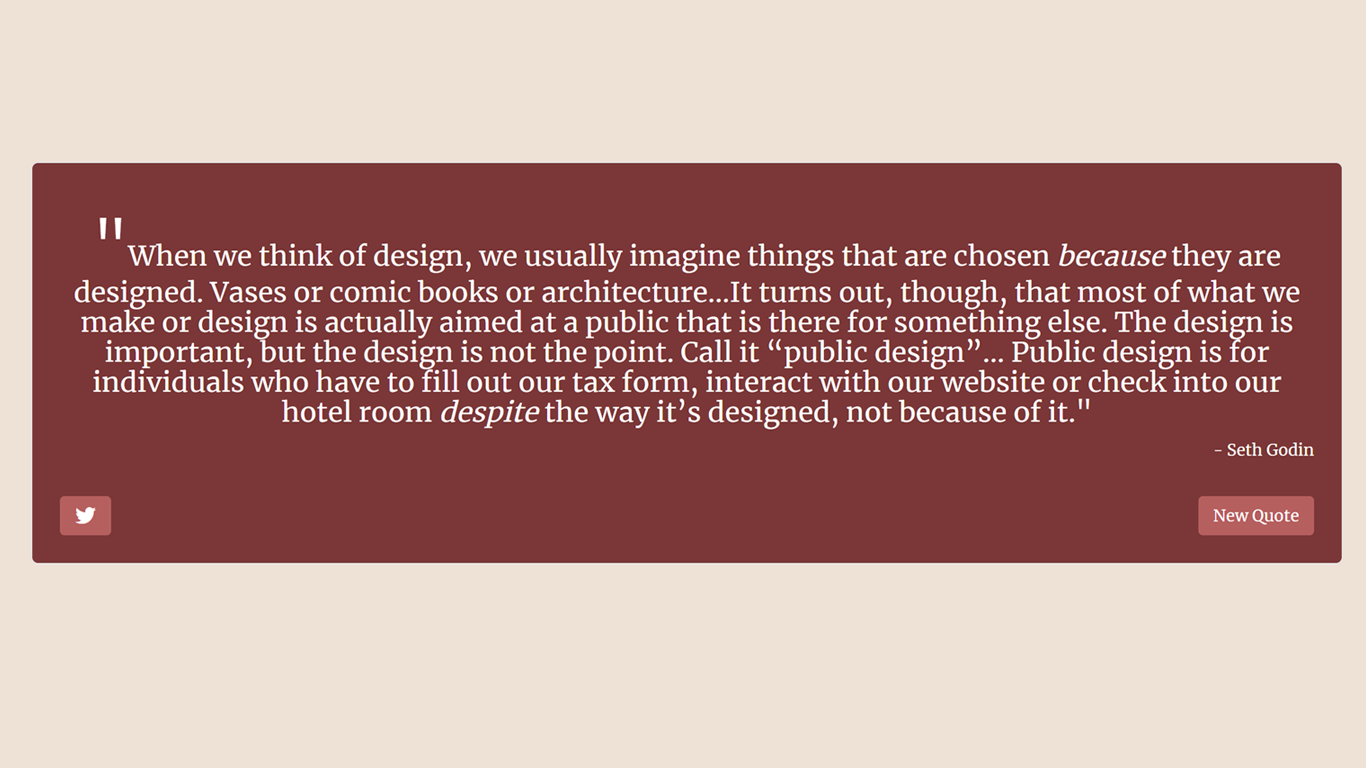 "When we think of design, we usually imagine things that are chosen because they are
designed. Vases or comic books or architecture…It turns out, though, that most of what we
make or design is actually aimed at a public that is there for something else. The design is
important, but the design is not the point. Call it “public design”… Public design is for
individuals who have to fill out our tax form, interact with our website or check into our
hotel room despite the way it’s designed, not because of it."
- Seth Godin
New Quote